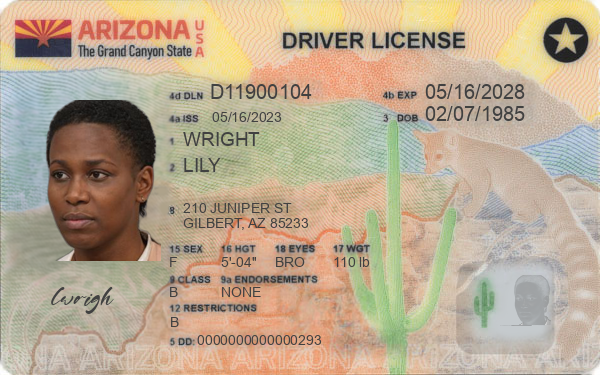 ARIZONA USA
The Grand Canyon State
DRIVER LICENSE
4d DLN D11900104
4b EXP 05/16/2028
4a ISS 05/16/2023
3 DOB 02/07/1985
1 WRIGHT
2 LILY
8 210 JUNIPER ST
GILBERT, AZ 85233
15 SEX 16 HGT 18 EYES 17 WGT
F 5'-04" BRO 110 lb
9 CLASS 9a ENDORSEMENTS
B NONE
12 RESTRICTIONS
B
5 DD: 0000000000000293
Lwrigh
ARIZONA ARIZONA ARIZONA ARIZONA